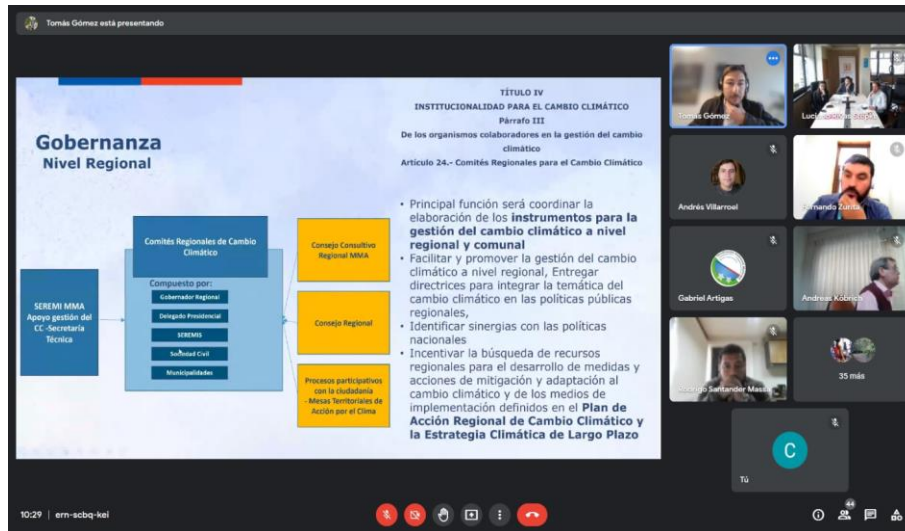 Tomás Gómez está presentando
Gobernanza
Nivel Regional
TÍTULO IV
INSTITUCIONALIDAD PARA EL CAMBIO CLIMÁTICO
Párrafo III
De los organismos colaboradores en la gestión del cambio
climático
Artículo 24.- Comités Regionales para el Cambio Climático
SEREMI MMA
Apoyo gestión del
CC -Secretaría
Técnica
Comités Regionales de Cambio
Climático
Compuesto por:
Gobernador Regional
Delegado Presidencial
SEREMIS
Sociedad Civil
Municipalidades
Consejo Consultivo
Regional MMA
Consejo Regional
Procesos participativos
con la ciudadanía
- Mesas Territoriales de
Acción por el Clima
• Principal función será coordinar la
elaboración de los instrumentos para la
gestión del cambio climático a nivel
regional y comunal
• Facilitar y promover la gestión del cambio
climático a nivel regional, Entregar
directrices para integrar la temática del
cambio climático en las políticas públicas
regionales,
• Identificar sinergias con las políticas
nacionales
• Incentivar la búsqueda de recursos
regionales para el desarrollo de medidas y
acciones de mitigación y adaptación al
cambio climático y de los medios de
implementación definidos en el Plan de
Acción Regional de Cambio Climático y
la Estrategia Climática de Largo Plazo
Tomás Gómez
Andrés Villarroel
Fernando Zurita
Gabriel Artigas
Andreas Köbrich
Rodrigo Santander Massa
35 más
C
Tú
10:29 | ern-scbq-kei
44